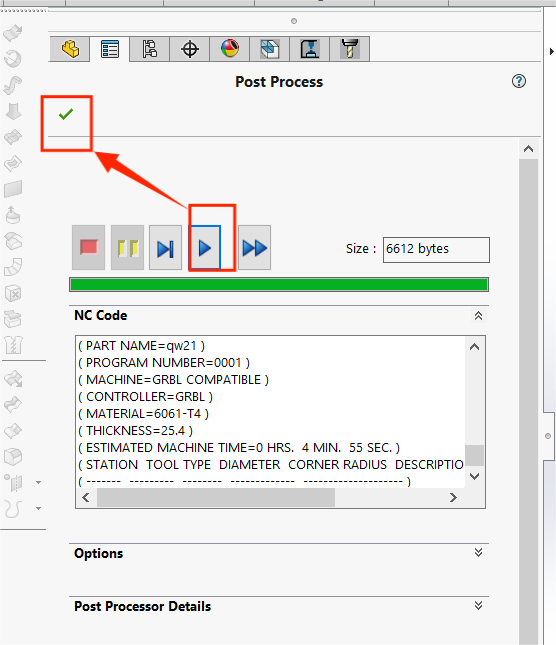 Post Process
Size : 6612 bytes
NC Code
( PART NAME=qw21 )
( PROGRAM NUMBER=0001 )
( MACHINE=GRBL COMPATIBLE )
( CONTROLLER=GRBL )
( MATERIAL=6061-T4 )
( THICKNESS=25.4 )
( ESTIMATED MACHINE TIME=0 HRS. 4 MIN. 55 SEC. )
( STATION TOOL TYPE DIAMETER CORNER RADIUS DESCRIPTIO
( ------- --------- -------- ------------- -------------------- )
Options
Post Processor Details